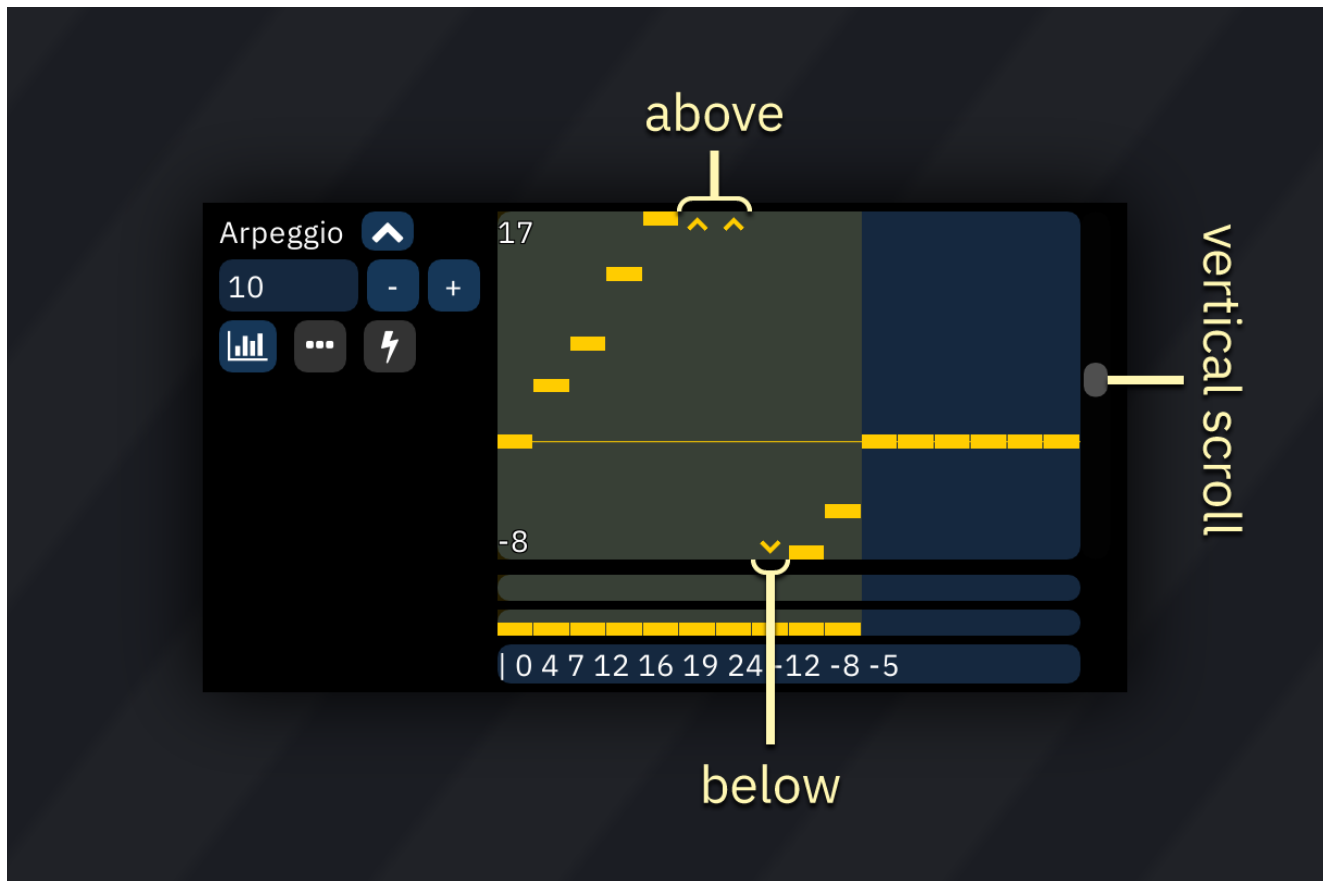 above
Arpeggio
17
10
- +
vertical scroll
-8
| 0 4 7 12 16 19 24 -12 -8 -5
below